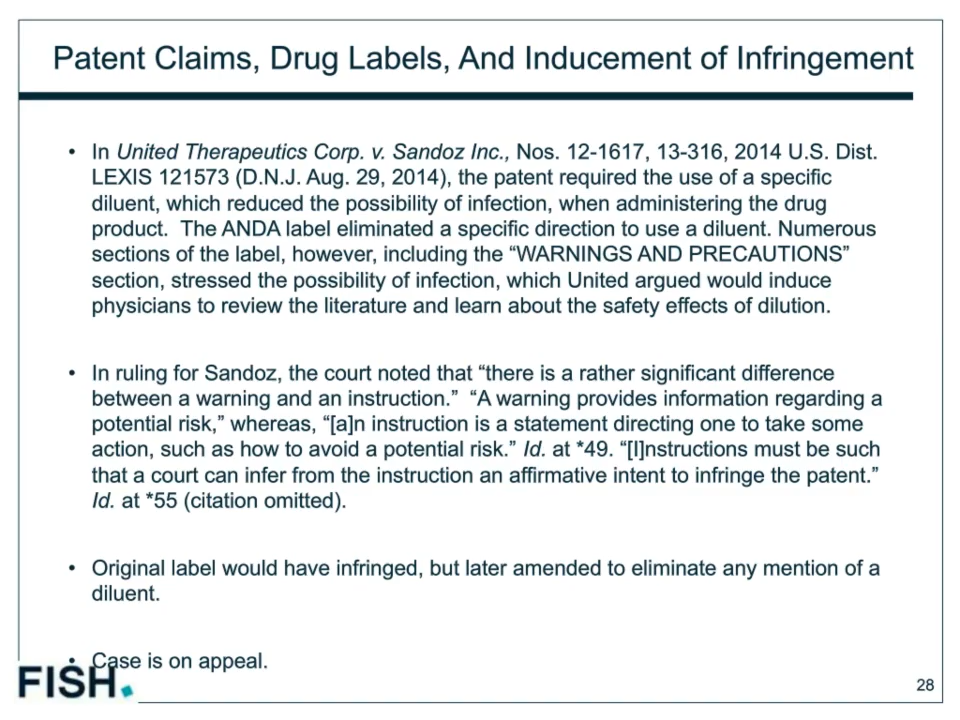 Patent Claims, Drug Labels, And Inducement of Infringement
• In United Therapeutics Corp. v. Sandoz Inc., Nos. 12-1617, 13-316, 2014 U.S. Dist.
LEXIS 121573 (D.N.J. Aug. 29, 2014), the patent required the use of a specific
diluent, which reduced the possibility of infection, when administering the drug
product.  The ANDA label eliminated a specific direction to use a diluent. Numerous
sections of the label, however, including the “WARNINGS AND PRECAUTIONS”
section, stressed the possibility of infection, which United argued would induce
physicians to review the literature and learn about the safety effects of dilution.
• In ruling for Sandoz, the court noted that “there is a rather significant difference
between a warning and an instruction.”  “A warning provides information regarding a
potential risk,” whereas, “[a]n instruction is a statement directing one to take some
action, such as how to avoid a potential risk.” Id. at *49. “[I]nstructions must be such
that a court can infer from the instruction an affirmative intent to infringe the patent.”
Id. at *55 (citation omitted).
• Original label would have infringed, but later amended to eliminate any mention of a
diluent.
• Case is on appeal.
FISH.
28